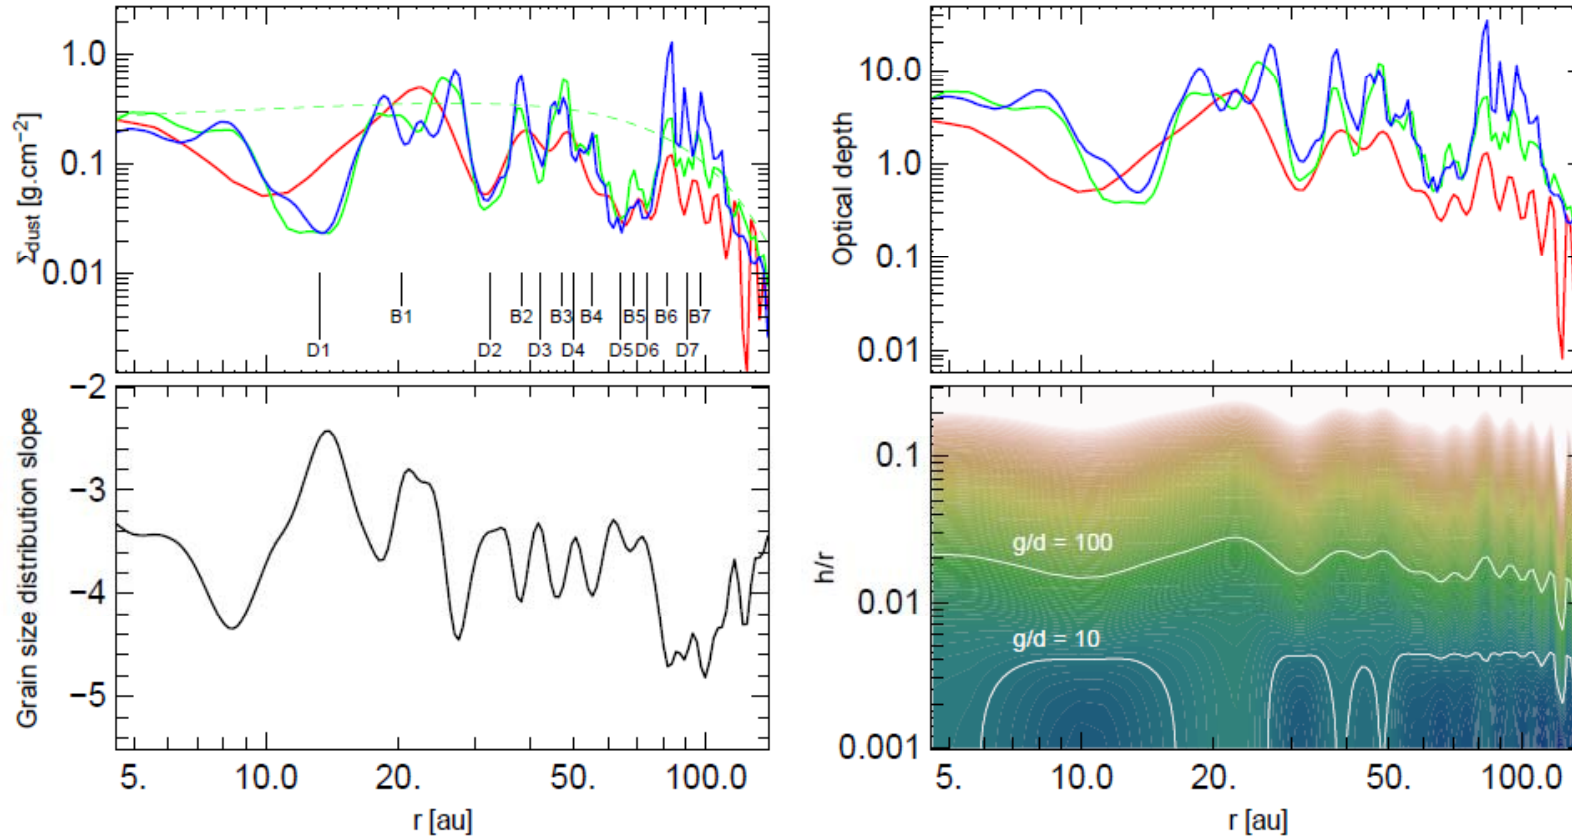 Σdust [g.cm−2]
1.0
0.1
0.01
B1
B2
B3
B4
B5
B6
B7
D1
D2
D3
D4
D5
D6
D7
Optical depth
10.0
1.0
0.1
0.01
Grain size distribution slope
−2
−3
−4
−5
5.
10.0
20.
50.
100.0
r [au]
h/r
0.1
0.01
0.001
g/d = 100
g/d = 10
5.
10.0
20.
50.
100.0
r [au]